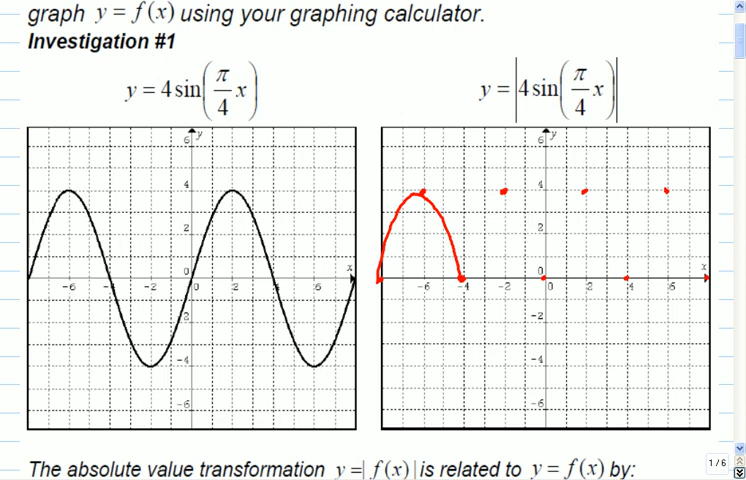 graph y = f(x) using your graphing calculator.
Investigation #1
y = 4 sin(π/4 x) y = |4 sin(π/4 x)|
y y
6 6
4 4
2 2
0 x 0 x
-6 -4 -2 0 2 4 6 -6 -4 -2 2 4 6
2 -2
-4 -4
-6 -6
The absolute value transformation y = | f(x) | is related to y = f(x) by:
1 / 6